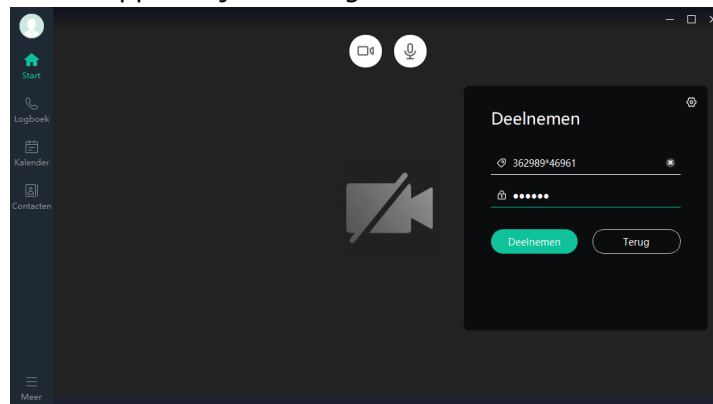 Start
Logboek
Kalender
Contacten
Meer
Deelnemen
362989*46961
••••••
Deelnemen
Terug